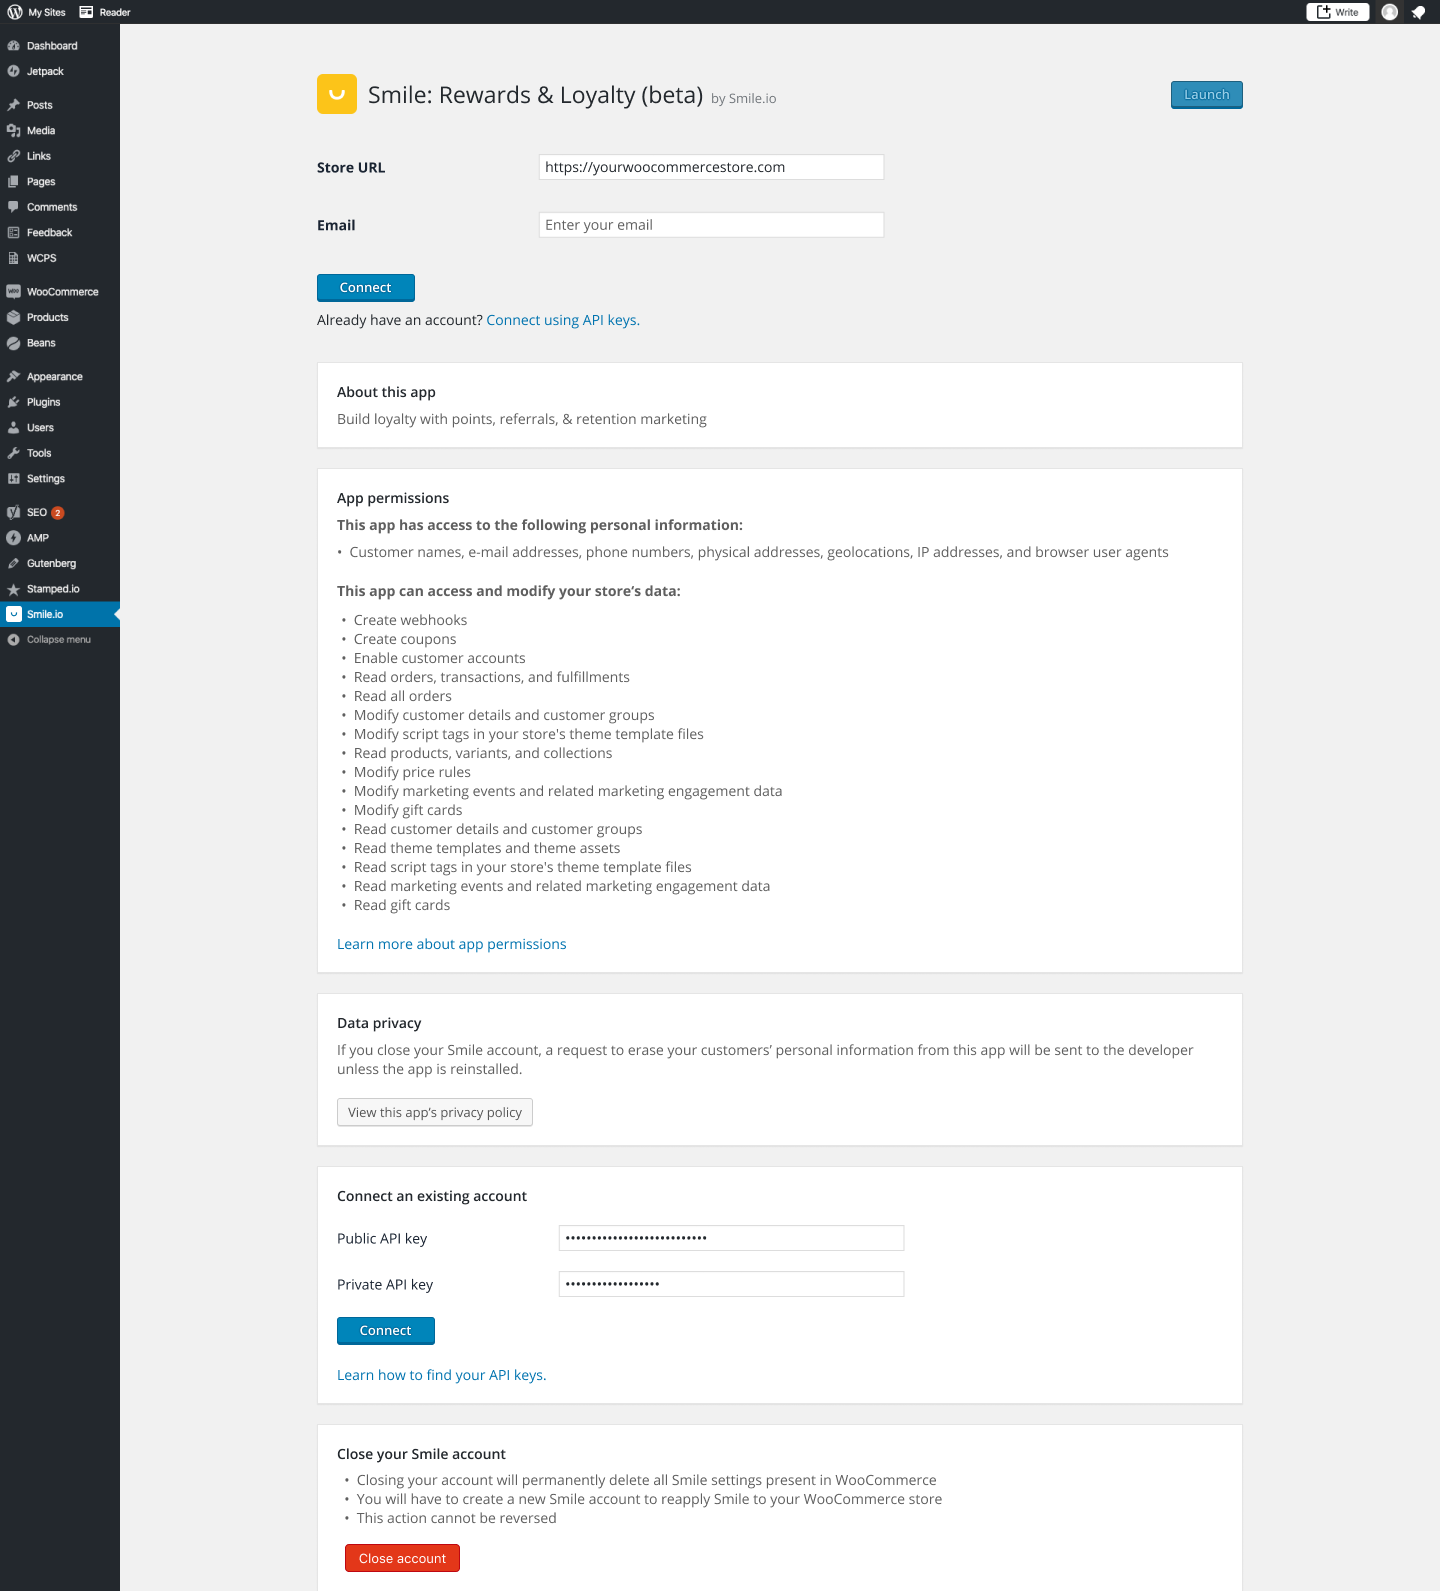 My Sites
Reader
Write
Dashboard
Jetpack
Posts
Media
Links
Pages
Comments
Feedback
WCPS
WooCommerce
Products
Beans
Appearance
Plugins
Users
Tools
Settings
SEO 2
AMP
Gutenberg
Stamped.io
Smile.io
Collapse menu
Smile: Rewards & Loyalty (beta) by Smile.io
Launch
Store URL
https://yourwoocommercestore.com
Email
Enter your email
Connect
Already have an account? Connect using API keys.
About this app
Build loyalty with points, referrals, & retention marketing
App permissions
This app has access to the following personal information:
• Customer names, e-mail addresses, phone numbers, physical addresses, geolocations, IP addresses, and browser user agents
This app can access and modify your store’s data:
• Create webhooks
• Create coupons
• Enable customer accounts
• Read orders, transactions, and fulfillments
• Read all orders
• Modify customer details and customer groups
• Modify script tags in your store's theme template files
• Read products, variants, and collections
• Modify price rules
• Modify marketing events and related marketing engagement data
• Modify gift cards
• Read customer details and customer groups
• Read theme templates and theme assets
• Read script tags in your store's theme template files
• Read marketing events and related marketing engagement data
• Read gift cards
Learn more about app permissions
Data privacy
If you close your Smile account, a request to erase your customers’ personal information from this app will be sent to the developer
unless the app is reinstalled.
View this app’s privacy policy
Connect an existing account
Public API key
•••••••••••••••••••••••••••
Private API key
••••••••••••••••••
Connect
Learn how to find your API keys.
Close your Smile account
• Closing your account will permanently delete all Smile settings present in WooCommerce
• You will have to create a new Smile account to reapply Smile to your WooCommerce store
• This action cannot be reversed
Close account